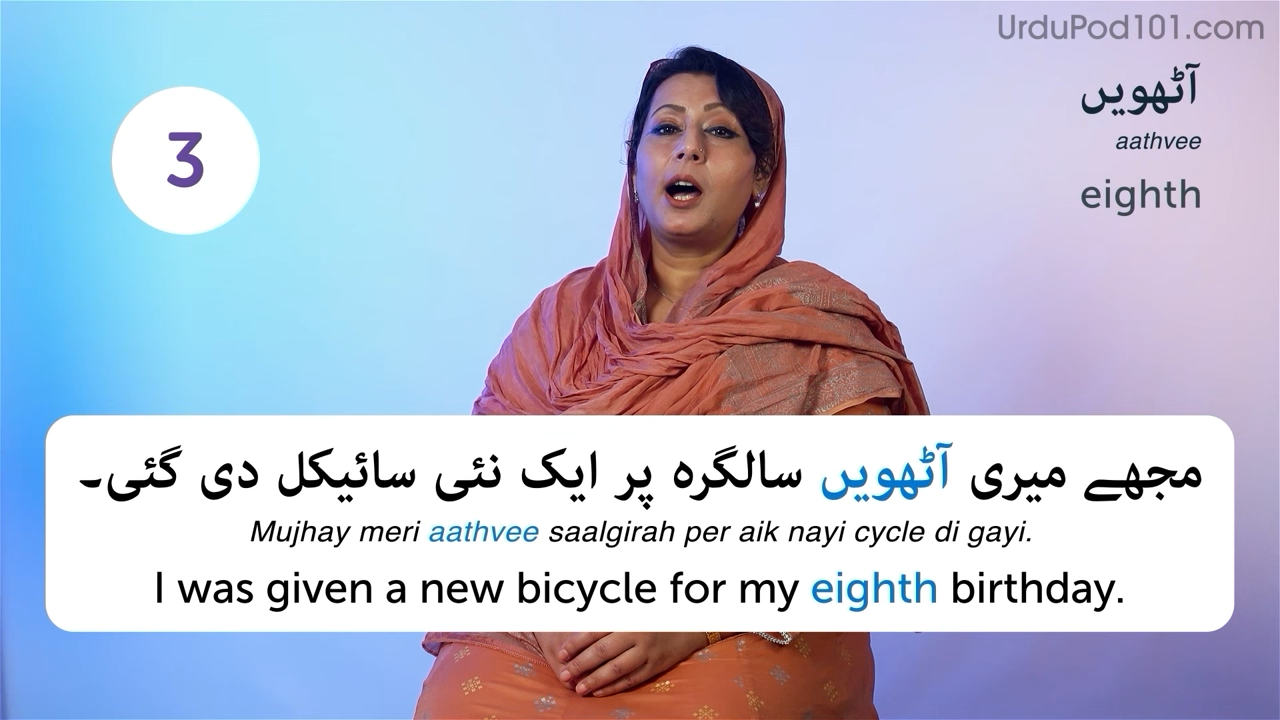 UrduPod101.com
3
آٹھویں
aathvee
eighth
مجھے میری آٹھویں سالگرہ پر ایک نئی سائیکل دی گئی۔
Mujhay meri aathvee saalgirah per aik nayi cycle di gayi.
I was given a new bicycle for my eighth birthday.